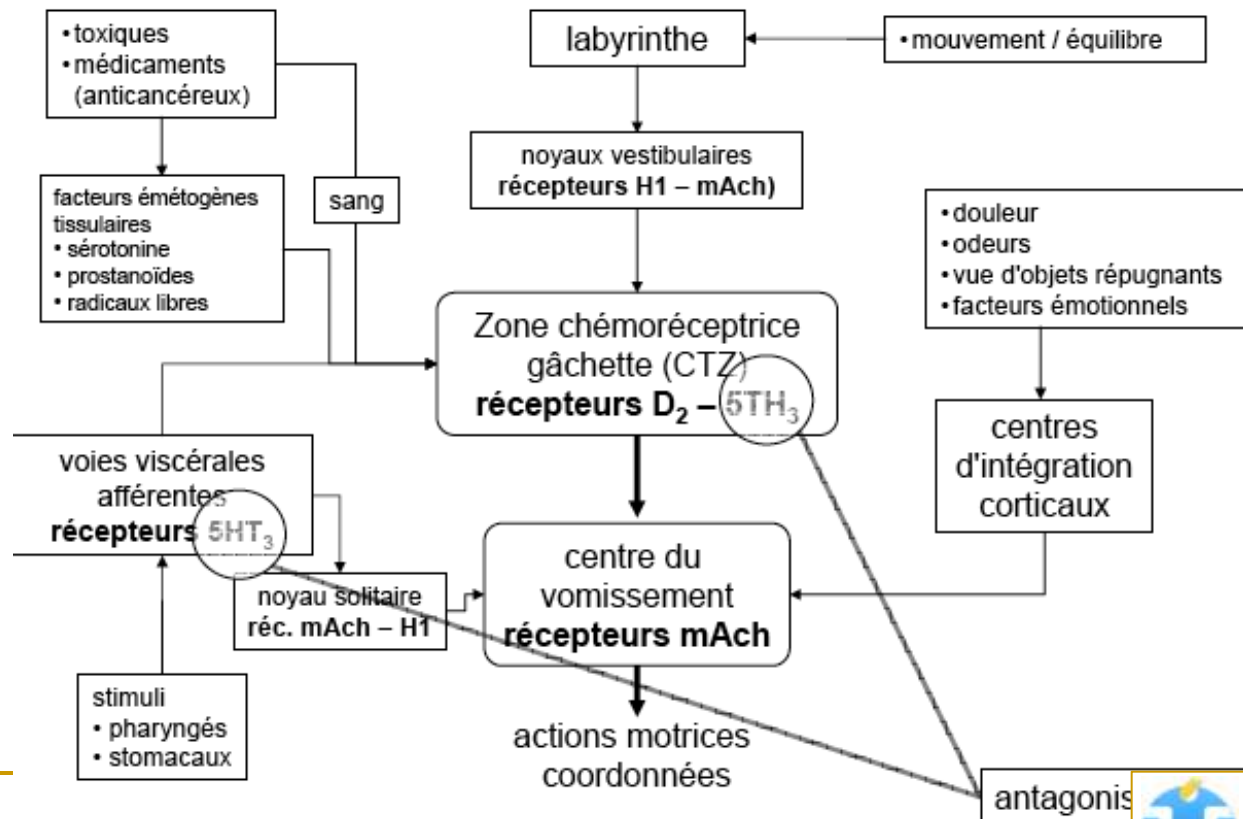 • toxiques
• médicaments
(anticancéreux)
labyrinthe
• mouvement / équilibre
noyaux vestibulaires
récepteurs H1 – mAch)
facteurs émétogènes
tissulaires
• sérotonine
• prostanoïdes
• radicaux libres
sang
• douleur
• odeurs
• vue d'objets répugnants
• facteurs émotionnels
Zone chémoréceptrice
gâchette (CTZ)
récepteurs D₂ – 5TH₃
voies viscérales
afférentes
récepteurs 5HT₃
centres
d'intégration
corticaux
noyau solitaire
réc. mAch – H1
centre du
vomissement
récepteurs mAch
stimuli
• pharyngés
• stomacaux
actions motrices
coordonnées
antagonis